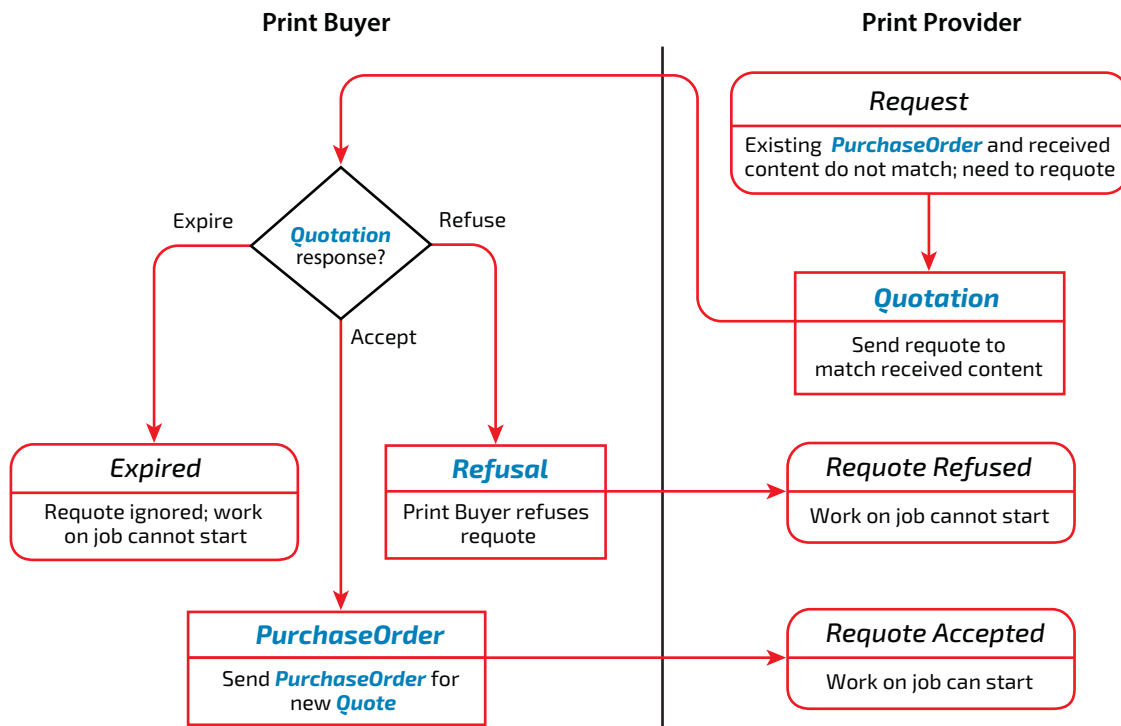 Print Buyer
Print Provider
Request
Existing PurchaseOrder and received
content do not match; need to requote
Expire
Refuse
Quotation
response?
Accept
Quotation
Send requote to
match received content
Expired
Requote ignored; work
on job cannot start
Refusal
Print Buyer refuses
requote
Requote Refused
Work on job cannot start
PurchaseOrder
Send PurchaseOrder for
new Quote
Requote Accepted
Work on job can start